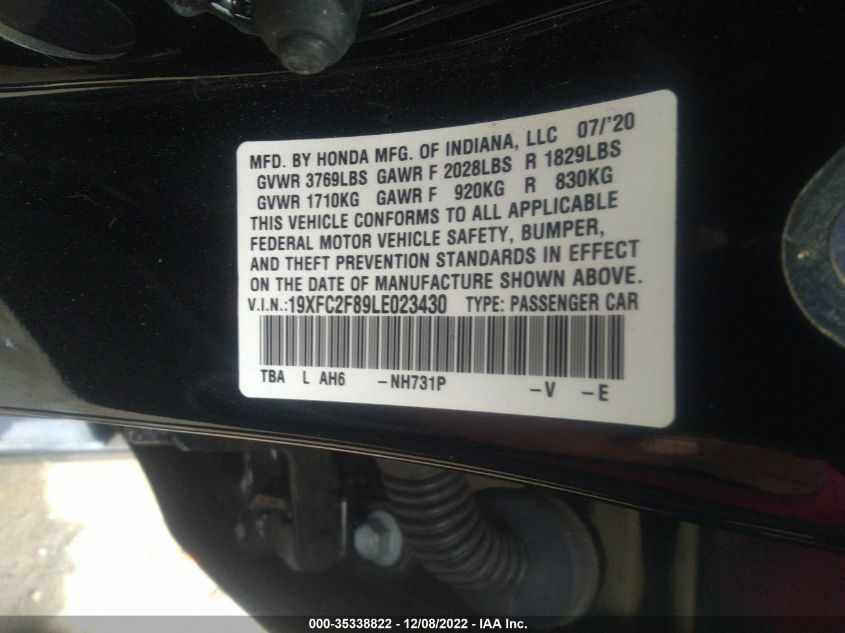 MFD. BY HONDA MFG. OF INDIANA, LLC 07/'20
GVWR 3769LBS GAWR F 2028LBS R 1829LBS
GVWR 1710KG GAWR F 920KG R 830KG
THIS VEHICLE CONFORMS TO ALL APPLICABLE
FEDERAL MOTOR VEHICLE SAFETY, BUMPER,
AND THEFT PREVENTION STANDARDS IN EFFECT
ON THE DATE OF MANUFACTURE SHOWN ABOVE.
V.I.N.:19XFC2F89LE023430 TYPE: PASSENGER CAR
TBA L AH6 -NH731P -V -E
000-35338822 - 12/08/2022 - IAA Inc.